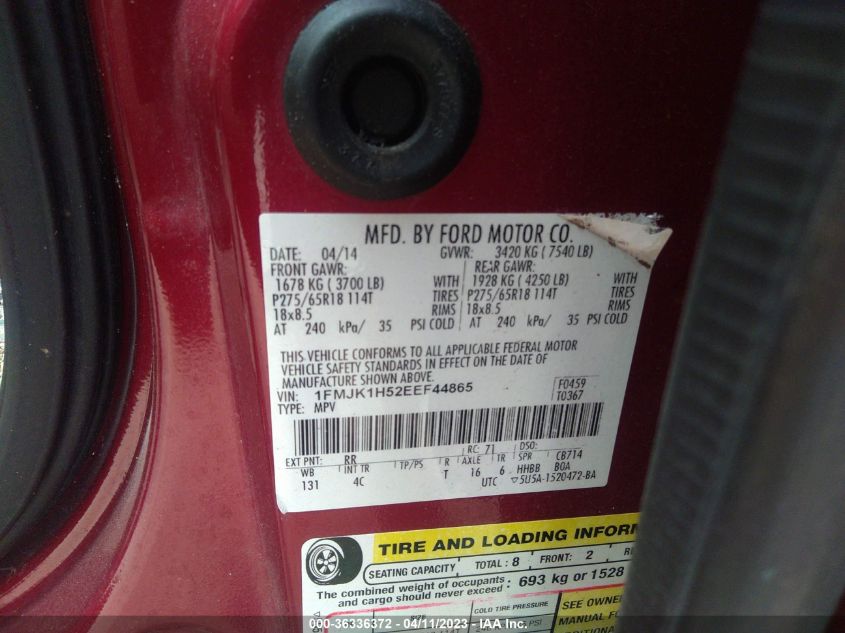 MFD. BY FORD MOTOR CO.
DATE: 04/14 GVWR: 3420 KG ( 7540 LB)
FRONT GAWR: REAR GAWR:
1678 KG ( 3700 LB) WITH 1928 KG ( 4250 LB) WITH
P275/65R18 114T TIRES P275/65R18 114T TIRES
18x8.5 RIMS 18x8.5 RIMS
AT 240 kPa/ 35 PSI COLD AT 240 kPa/ 35 PSI COLD
THIS VEHICLE CONFORMS TO ALL APPLICABLE FEDERAL MOTOR
VEHICLE SAFETY STANDARDS IN EFFECT ON THE DATE OF
MANUFACTURE SHOWN ABOVE.
VIN: 1FMJK1H52EEF44865 F0459
TYPE: MPV T0367
EXT PNT: RR RC: 71 DSO:
WB INT TR TP/PS R AXLE TR SPR CB714
131 4C T 16 6 HHBB BOA
UTC ▽5U5A-1520472-BA
TIRE AND LOADING INFORM
SEATING CAPACITY TOTAL : 8 FRONT: 2
The combined weight of occupants and cargo should never exceed : 693 kg or 1528
COLD TIRE PRESSURE
SEE OWNER
MANUAL FO
ADDITIONAL
000-36336372 - 04/11/2023 - IAA Inc.